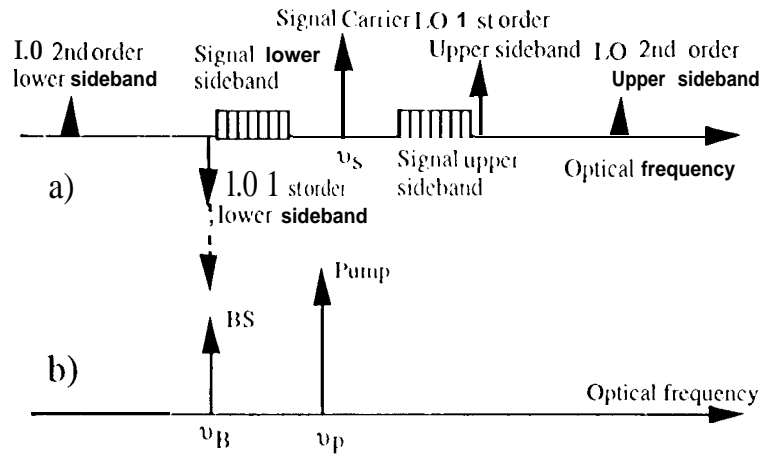 Signal Carrier
I.O 1 st order
Upper sideband
I.O 2nd order
lower sideband
Signal lower
sideband
I.O 2nd order
Upper sideband
υs
Signal upper
sideband
Optical frequency
a)
I.O 1 st order
lower sideband
Pump
BS
b)
Optical frequency
υB
υp